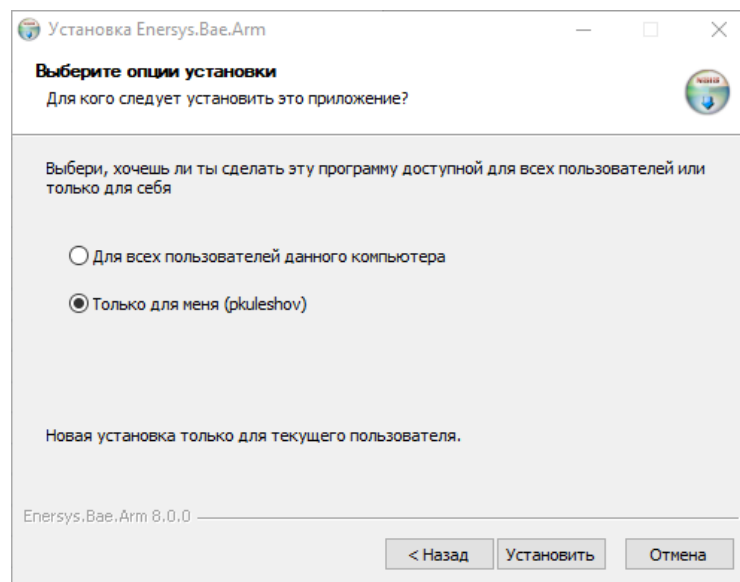 Установка Enersys.Bae.Arm
Выберите опции установки
Для кого следует установить это приложение?
Выбери, хочешь ли ты сделать эту программу доступной для всех пользователей или
только для себя
Для всех пользователей данного компьютера
Только для меня (pkuleshov)
Новая установка только для текущего пользователя.
Enersys.Bae.Arm 8.0.0
< Назад
Установить
Отмена